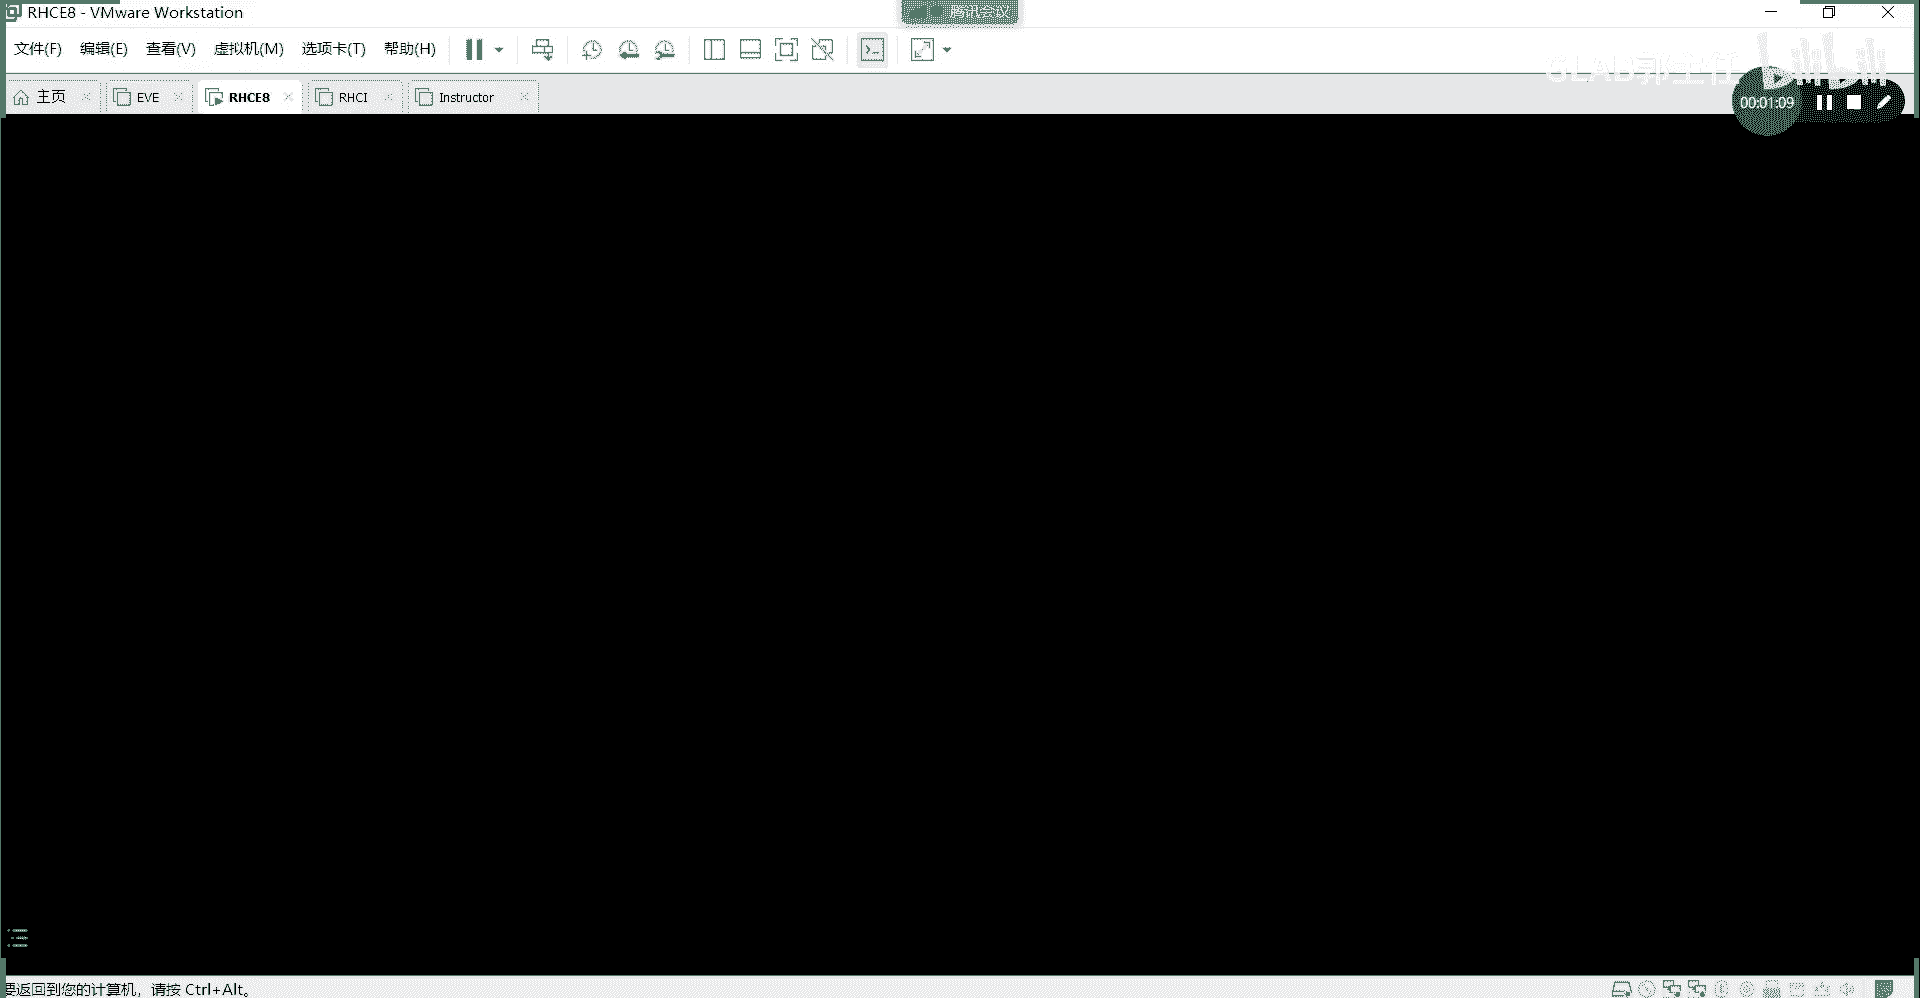 RHCE8 - VMware Workstation
腾讯会议
文件(F) 编辑(E) 查看(V) 虚拟机(M) 选项卡(T) 帮助(H)
GLAB郭主任 bilibili
主页 EVE RHCE8 RHCI Instructor
00:01:09
要返回到您的计算机，请按 Ctrl+Alt。